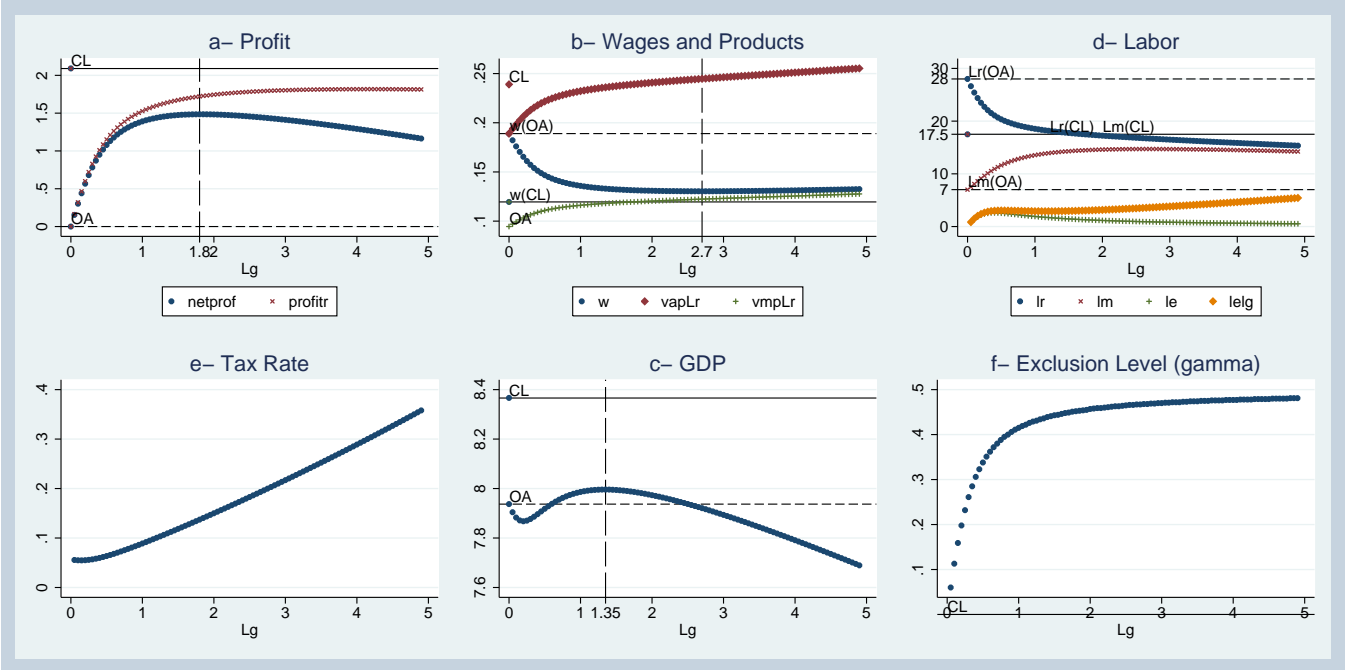 a– Profit
CL
2
1.5
1
.5
0
OA
1 1.82 3 4 5
Lg
netprof profitr
b– Wages and Products
.25
.2
.15
.1
CL
w(OA)
w(CL)
OA
0 1 2 2.7 3 4 5
Lg
w vapLr vmpLr
d– Labor
30
28
20
17.5
10
7
0
Lr(OA)
Lr(CL) Lm(CL)
Lm(OA)
0 1 2 3 4 5
Lg
lr lm le lelg
e– Tax Rate
.4
.3
.2
.1
0
0 1 2 3 4 5
Lg
c– GDP
8.4
8.2
8
7.8
7.6
CL
OA
0 1 1.35 2 3 4 5
Lg
f– Exclusion Level (gamma)
.5
.4
.3
.2
.1
CL
0 1 2 3 4 5
Lg